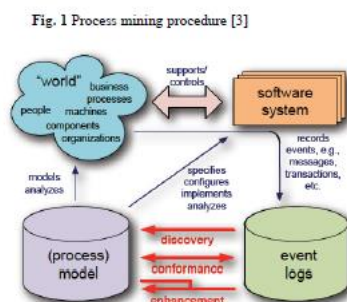 Fig. 1 Process mining procedure [3]
"world"
business
processes
people
machines
components
organizations
supports/
controls
software
system
records
events, e.g.,
messages,
transactions,
etc.
models
analyzes
specifies
configures
implements
analyzes
discovery
(process)
model
conformance
event
logs
enhancement